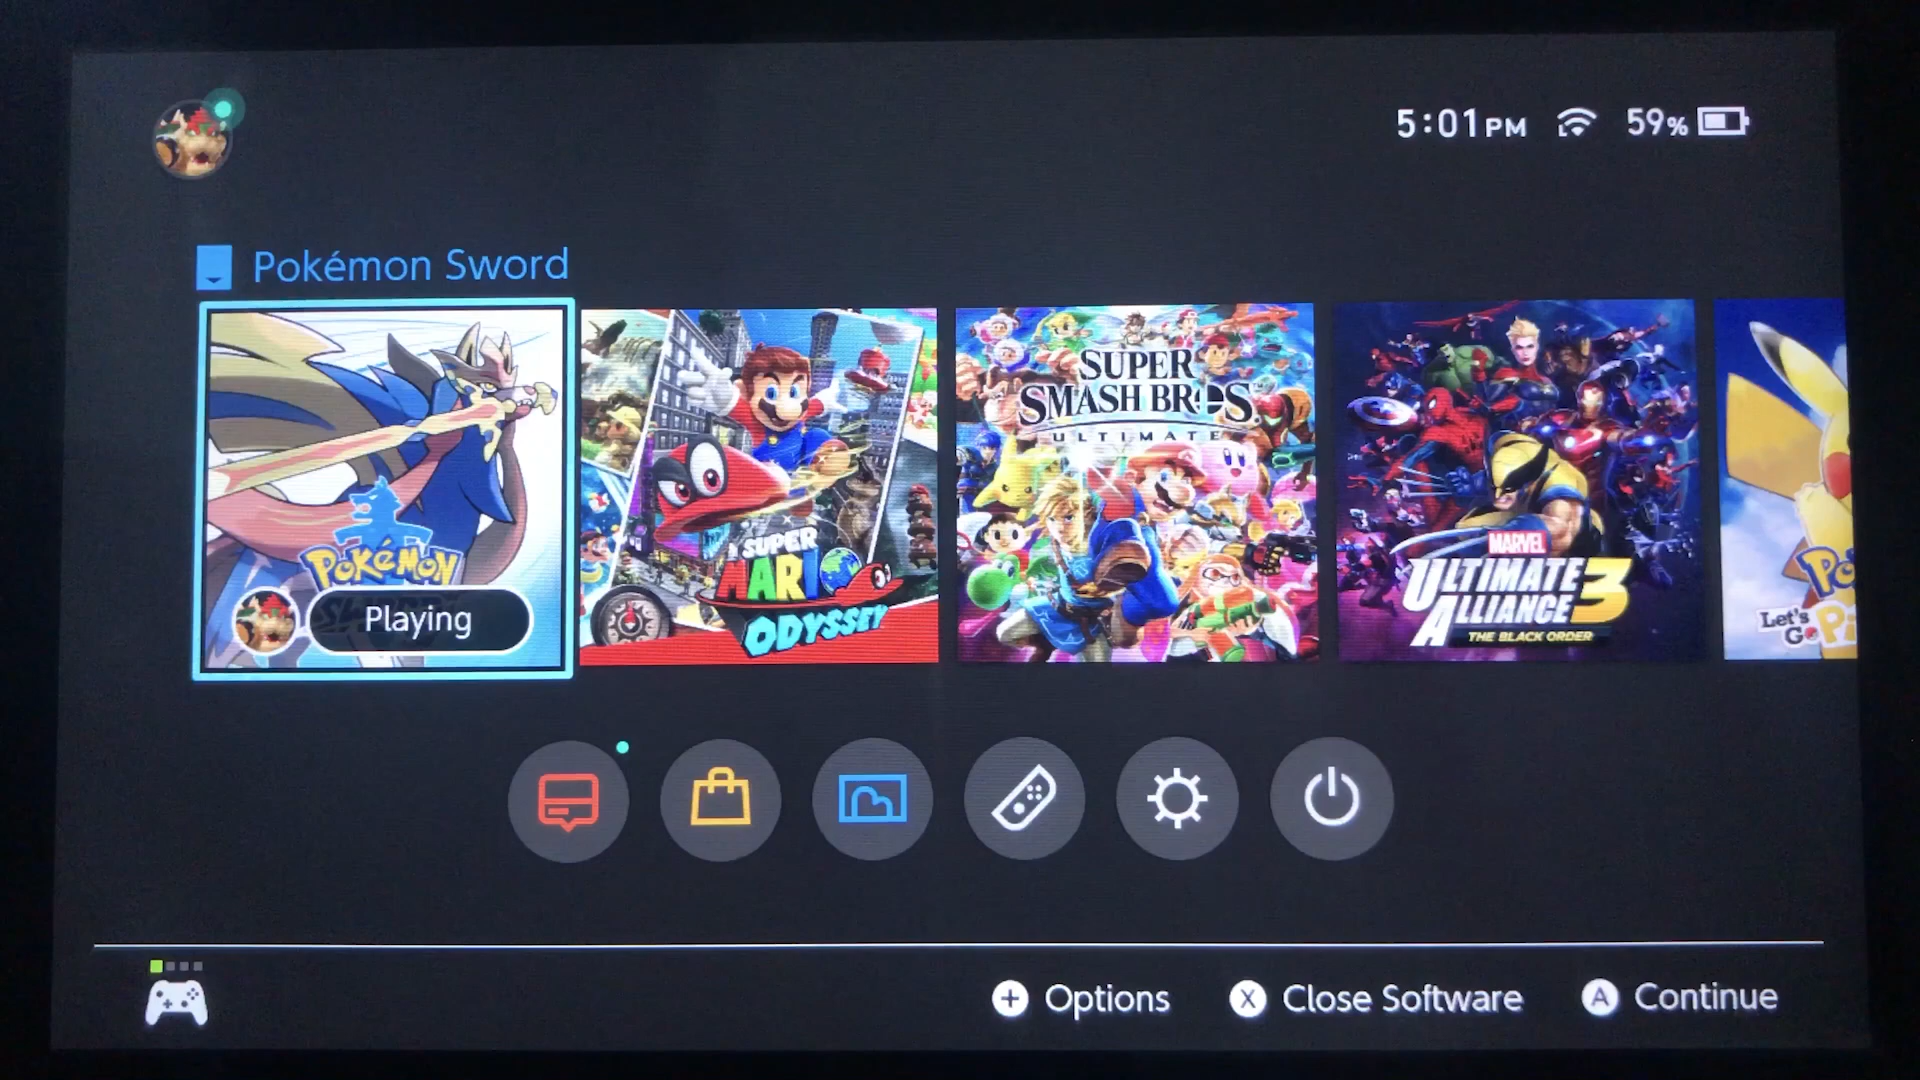 5:01PM 59%
Pokémon Sword
POKÉMON
Playing
SUPER
MARIO
ODYSSEY
SUPER
SMASH BROS.
ULTIMATE
MARVEL
ULTIMATE
ALLIANCE 3
THE BLACK ORDER
Let's
Go
+ Options
X Close Software
A Continue